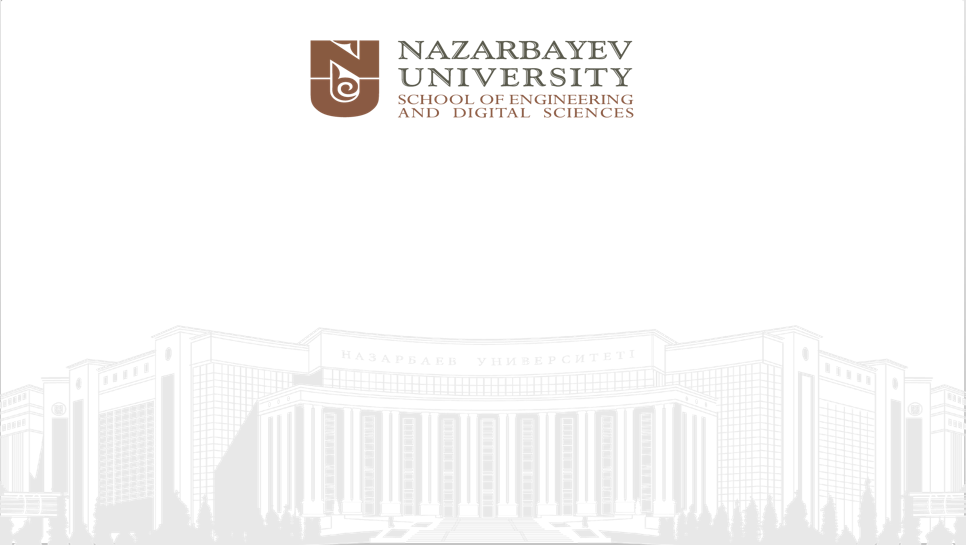 NAZARBAYEV
UNIVERSITY
SCHOOL OF ENGINEERING
AND DIGITAL SCIENCES
НАЗАРБАЕВ УНИВЕРСИТЕТІ